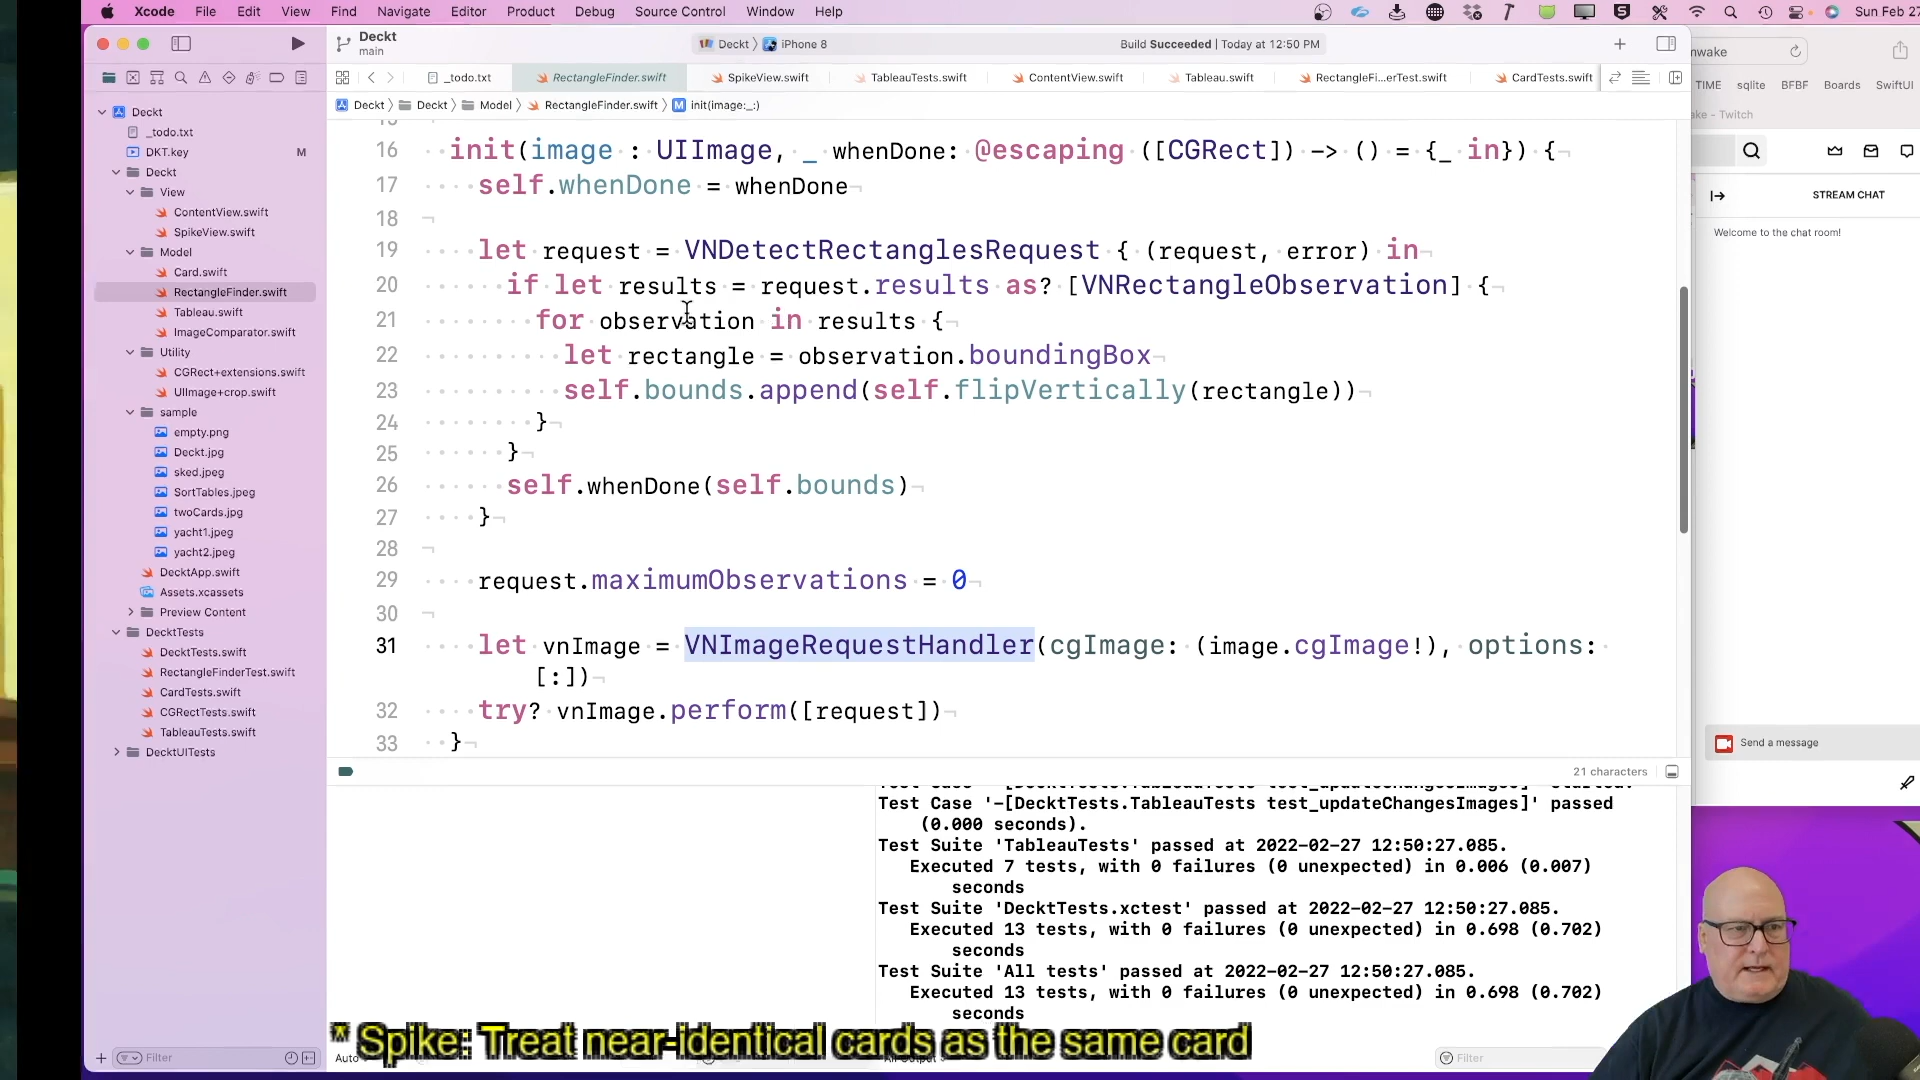 Xcode File Edit View Find Navigate Editor Product Debug Source Control Window Help
Sun Feb 27
Deckt
main
Deckt 〉 iPhone 8
Build Succeeded | Today at 12:50 PM
_todo.txt RectangleFinder.swift SpikeView.swift TableauTests.swift ContentView.swift Tableau.swift RectangleFi...erTest.swift CardTests.swift
Deckt 〉 Deckt 〉 Model 〉 RectangleFinder.swift 〉 M init(image:_:)
Deckt
_todo.txt
DKT.key M
Deckt
View
ContentView.swift
SpikeView.swift
Model
Card.swift
RectangleFinder.swift
Tableau.swift
ImageComparator.swift
Utility
CGRect+extensions.swift
UIImage+crop.swift
sample
empty.png
Deckt.jpg
sked.jpeg
SortTables.jpeg
twoCards.jpg
yacht1.jpeg
yacht2.jpeg
DecktApp.swift
Assets.xcassets
Preview Content
DecktTests
DecktTests.swift
RectangleFinderTest.swift
CardTests.swift
CGRectTests.swift
TableauTests.swift
DecktUITests
Filter
15
16 init(image : UIImage, _ whenDone: @escaping ([CGRect]) -> () = {_ in}) {
17 self.whenDone = whenDone
18
19 let request = VNDetectRectanglesRequest { (request, error) in
20 if let results = request.results as? [VNRectangleObservation] {
21 for observation in results {
22 let rectangle = observation.boundingBox
23 self.bounds.append(self.flipVertically(rectangle))
24 }
25 }
26 self.whenDone(self.bounds)
27 }
28
29 request.maximumObservations = 0
30
31 let vnImage = VNImageRequestHandler(cgImage: (image.cgImage!), options:
[:])
32 try? vnImage.perform([request])
33 }
21 characters
Test Case '-[DecktTests.TableauTests test_updateChangesImages]' started.
Test Case '-[DecktTests.TableauTests test_updateChangesImages]' passed
(0.000 seconds).
Test Suite 'TableauTests' passed at 2022-02-27 12:50:27.085.
Executed 7 tests, with 0 failures (0 unexpected) in 0.006 (0.007)
seconds
Test Suite 'DecktTests.xctest' passed at 2022-02-27 12:50:27.085.
Executed 13 tests, with 0 failures (0 unexpected) in 0.698 (0.702)
seconds
Test Suite 'All tests' passed at 2022-02-27 12:50:27.085.
Executed 13 tests, with 0 failures (0 unexpected) in 0.698 (0.702)
seconds
Auto
Filter
* Spike: Treat near-identical cards as the same card
nwake
TIME sqlite BFBF Boards SwiftUI
ake - Twitch
STREAM CHAT
Welcome to the chat room!
Send a message